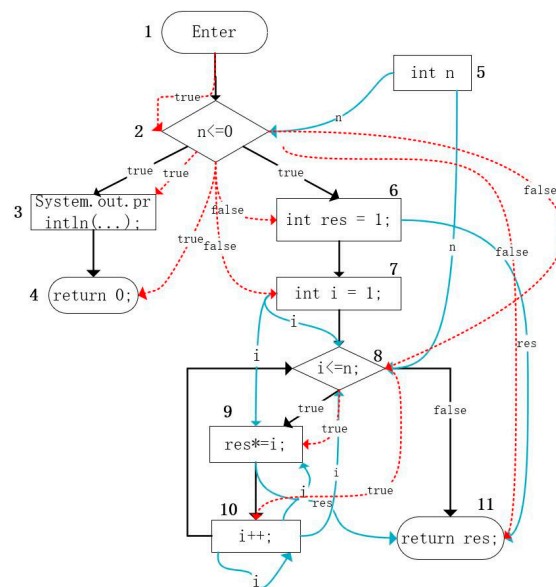 1
Enter
int n
5
true
n
2
n<=0
true
true
true
false
6
3
System.out.pr
intln(...);
false
int res = 1;
n
true
false
false
7
4
return 0;
int i = 1;
i
res
i
i<=n;
8
9
true
false
true
res*=i;
i
10
i
res
true
11
i++;
return res;
i